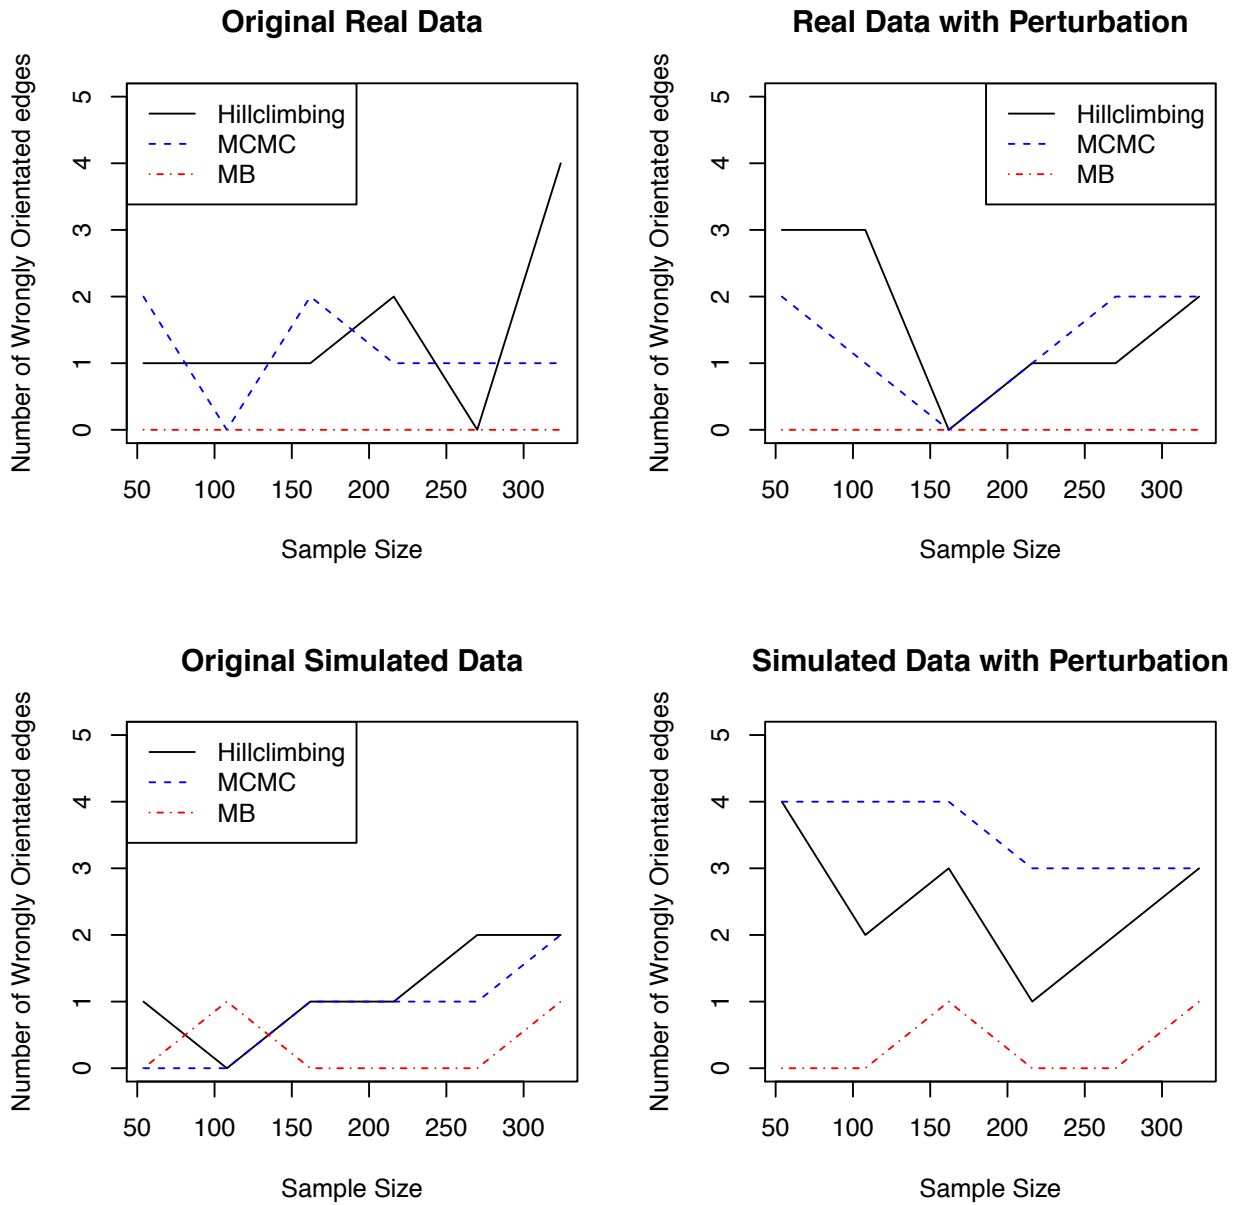 Original Real Data
Number of Wrongly Orientated edges
5
4
3
2
1
0
Hillclimbing
MCMC
MB
50 100 150 200 250 300
Sample Size
Real Data with Perturbation
Number of Wrongly Orientated edges
5
4
3
2
1
0
Hillclimbing
MCMC
MB
50 100 150 200 250 300
Sample Size
Original Simulated Data
Number of Wrongly Orientated edges
5
4
3
2
1
0
Hillclimbing
MCMC
MB
50 100 150 200 250 300
Sample Size
Simulated Data with Perturbation
Number of Wrongly Orientated edges
5
4
3
2
1
0
50 100 150 200 250 300
Sample Size